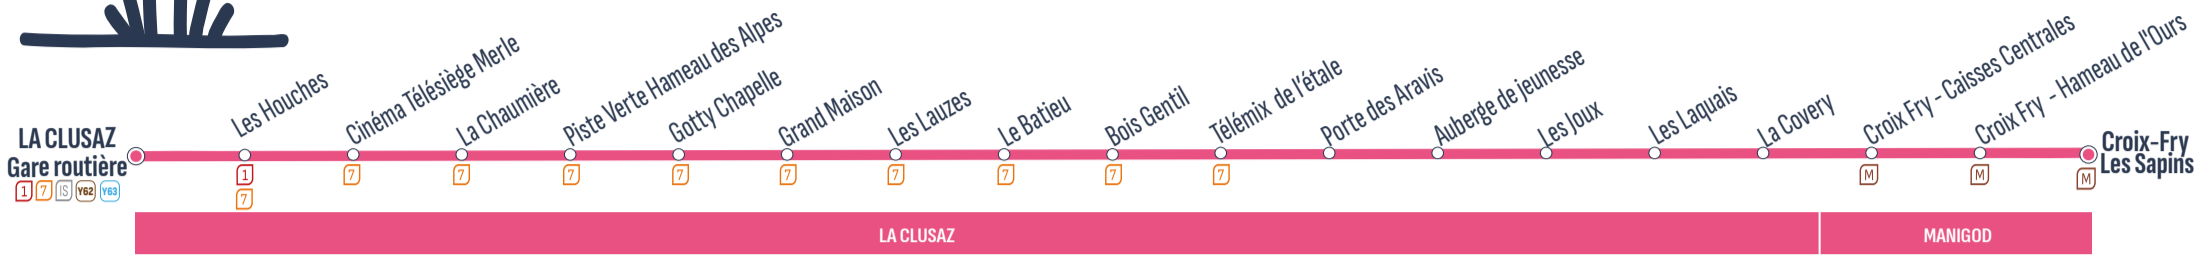 LA CLUSAZ
Gare routière
1 7 IS Y62 Y63
Les Houches
1
7
Cinéma Télésiège Merle
7
La Chaumière
7
Piste Verte Hameau des Alpes
7
Gotty Chapelle
7
Grand Maison
7
Les Lauzes
7
Le Batieu
7
Bois Gentil
7
Télémix de l'étale
7
Porte des Aravis
Auberge de jeunesse
Les Joux
Les Laquais
La Covery
Croix Fry - Caisses Centrales
M
Croix Fry - Hameau de l'Ours
M
Croix-Fry
Les Sapins
M
LA CLUSAZ
MANIGOD